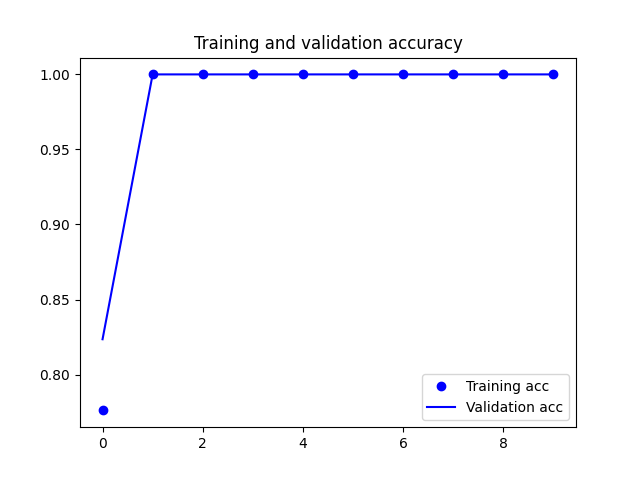 Training and validation accuracy
1.00
0.95
0.90
0.85
0.80
0 2 4 6 8
Training acc
Validation acc